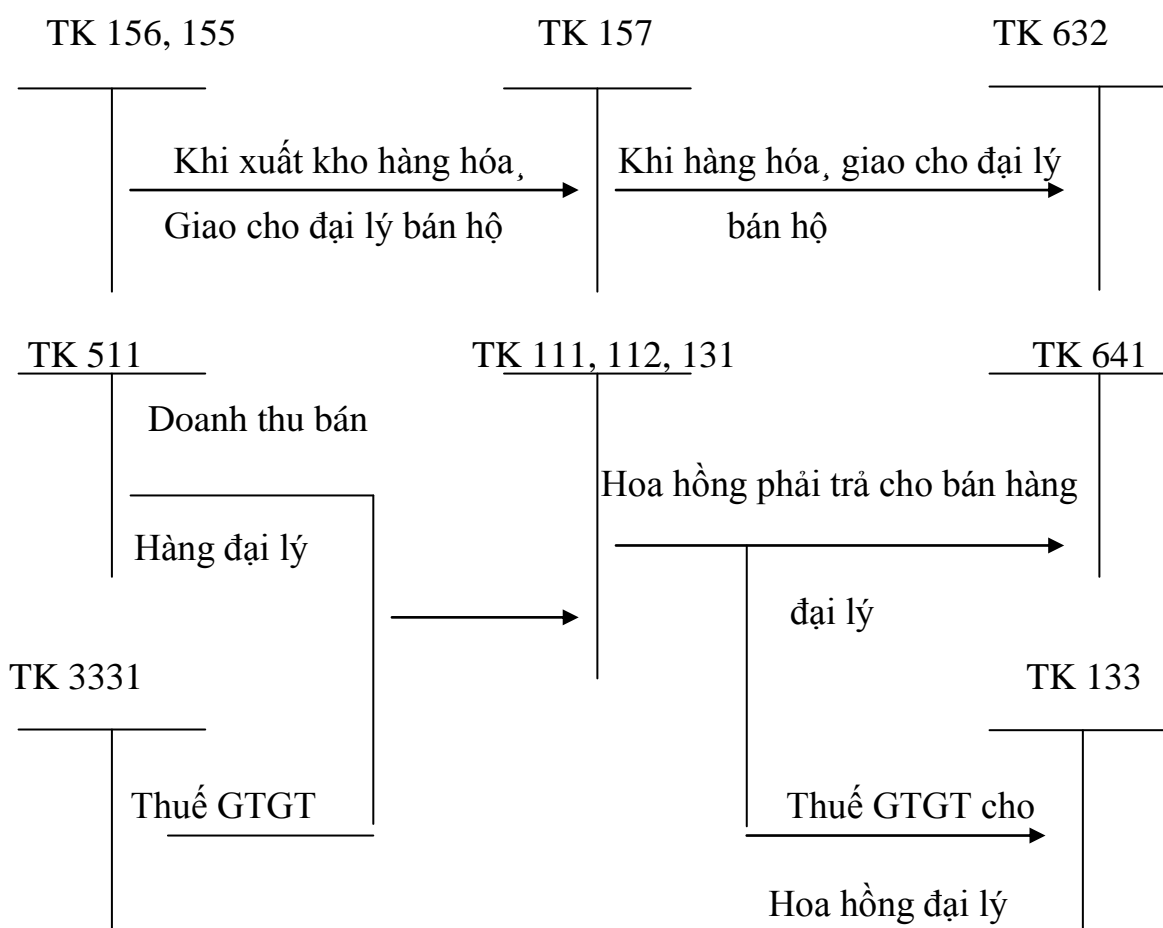 TK 156, 155
TK 157
TK 632
Khi xuất kho hàng hóa,
Giao cho đại lý bán hộ
Khi hàng hóa, giao cho đại lý
bán hộ
TK 511
TK 111, 112, 131
TK 641
Doanh thu bán
Hàng đại lý
Hoa hồng phải trả cho bán hàng
đại lý
TK 3331
TK 133
Thuế GTGT
Thuế GTGT cho
Hoa hồng đại lý